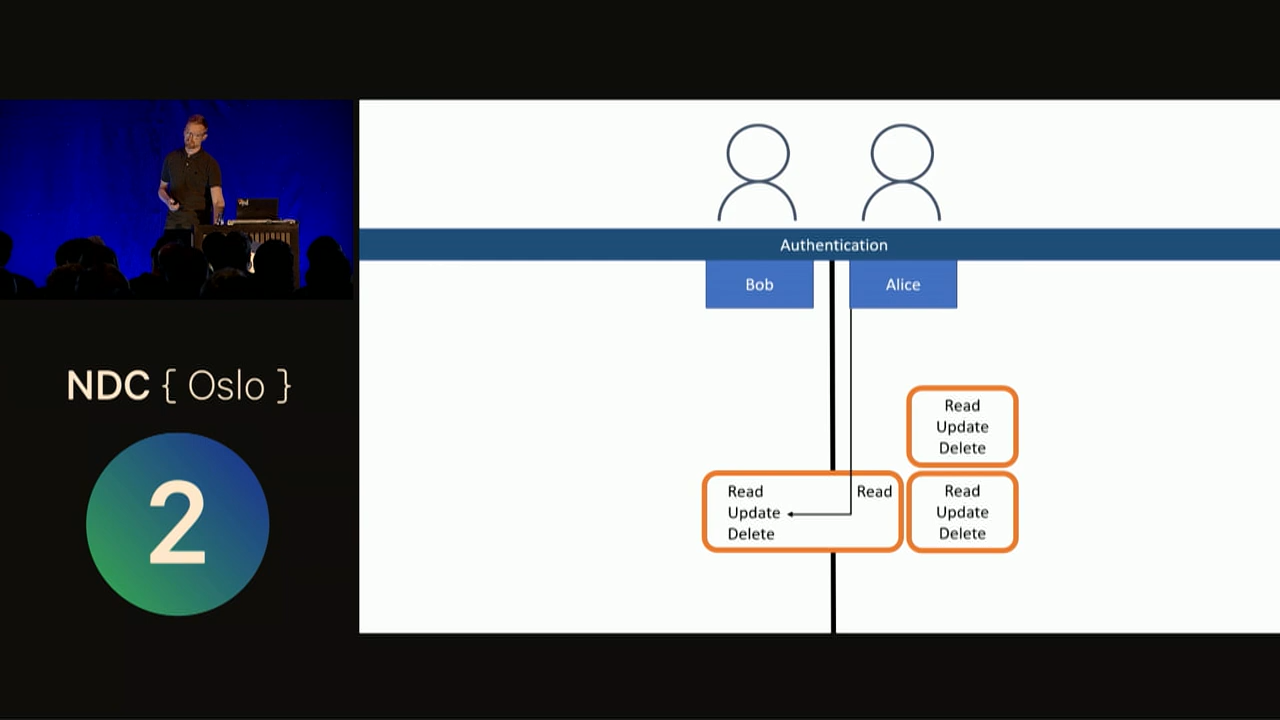 NDC { Oslo }
2
Authentication
Bob
Alice
Read
Update
Delete
Read
Update
Delete
Read
Read
Update
Delete